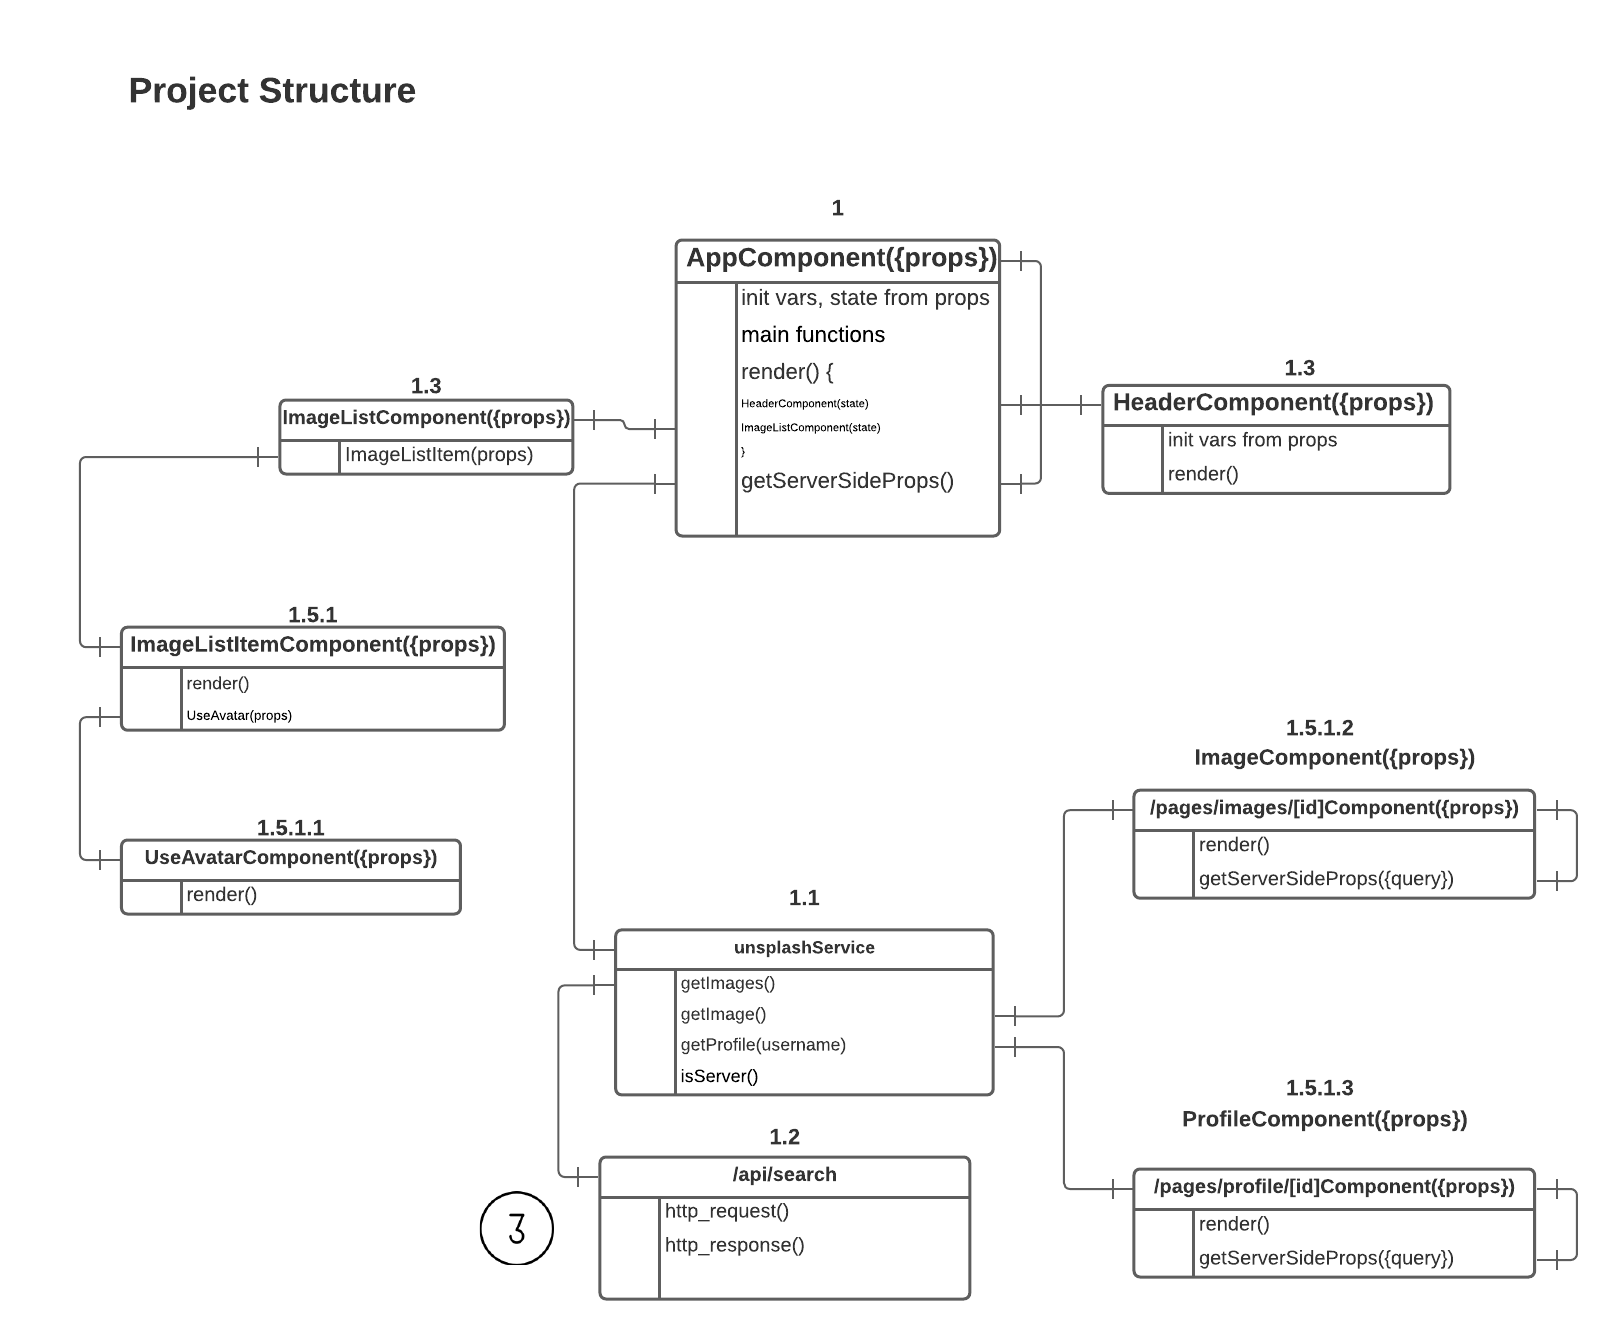 Project Structure
1
AppComponent({props})
init vars, state from props
main functions
render() {
HeaderComponent(state)
ImageListComponent(state)
}
getServerSideProps()
1.3
HeaderComponent({props})
init vars from props
render()
1.3
ImageListComponent({props})
ImageListItem(props)
1.5.1
ImageListItemComponent({props})
render()
UseAvatar(props)
1.5.1.1
UseAvatarComponent({props})
render()
1.1
unsplashService
getImages()
getImage()
getProfile(username)
isServer()
1.2
/api/search
http_request()
http_response()
3
1.5.1.2
ImageComponent({props})
/pages/images/[id]Component({props})
render()
getServerSideProps({query})
1.5.1.3
ProfileComponent({props})
/pages/profile/[id]Component({props})
render()
getServerSideProps({query})